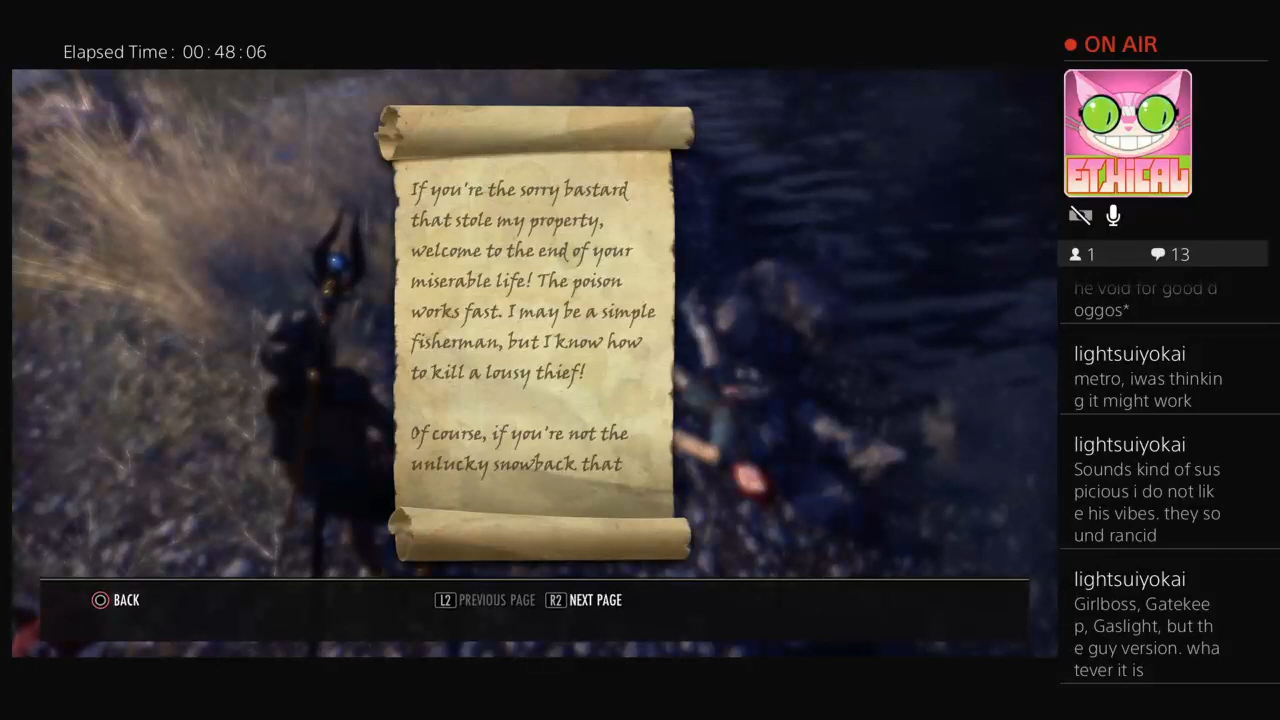 Elapsed Time: 00:48:06
ON AIR
ETHICAL
1
13
he void for good d
oggos*
lightsuiyokai
metro, iwas thinkin
g it might work
lightsuiyokai
Sounds kind of sus
picious i do not lik
e his vibes. they so
und rancid
lightsuiyokai
Girlboss, Gatekee
p, Gaslight, but th
e guy version. wha
tever it is
If you're the sorry bastard
that stole my property,
welcome to the end of your
miserable life! The poison
works fast. I may be a simple
fisherman, but I know how
to kill a lousy thief!
Of course, if you're not the
unlucky snowback that
BACK
L2 PREVIOUS PAGE R2 NEXT PAGE